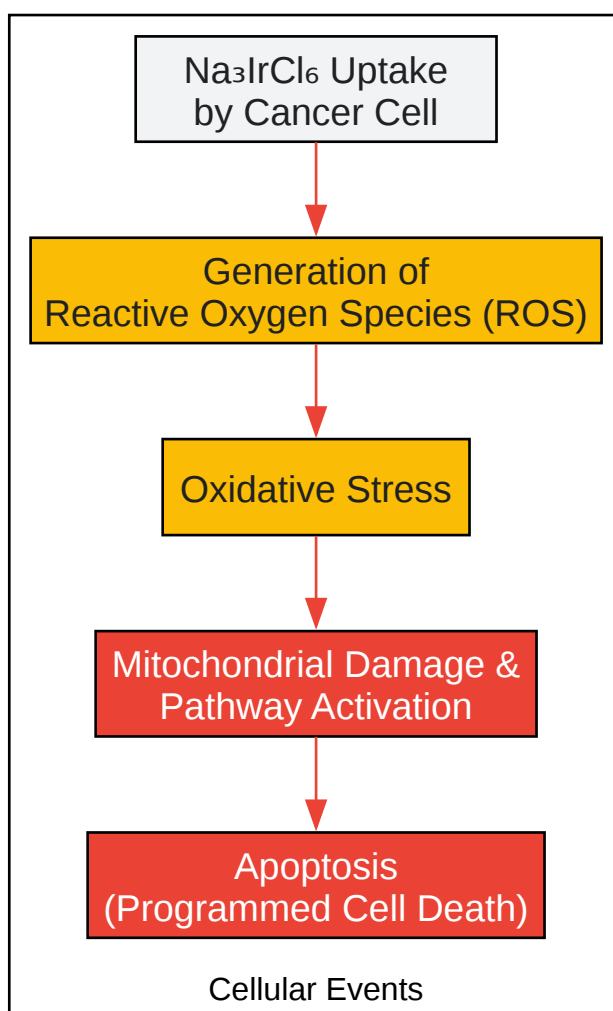 Na₃IrCl₆ Uptake
by Cancer Cell
Generation of
Reactive Oxygen Species (ROS)
Oxidative Stress
Mitochondrial Damage &
Pathway Activation
Apoptosis
(Programmed Cell Death)
Cellular Events